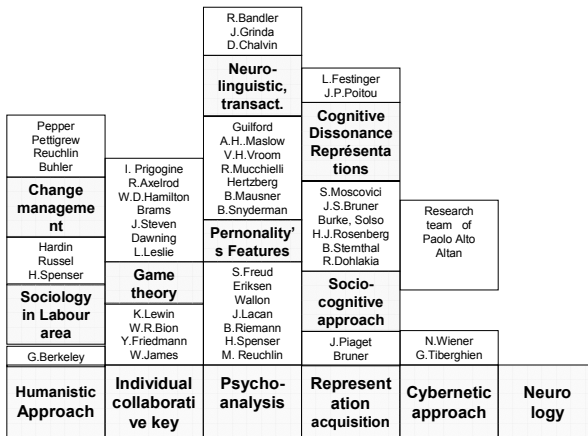 R.Bandler
J.Grinda
D.Chalvin
Neuro-
linguistic,
transact.
L.Festinger
J.P.Poitou
Cognitive
Dissonance
Représenta
tions
Pepper
Pettigrew
Reuchlin
Buhler
Guilford
A.H..Maslow
V.H.Vroom
R.Mucchielli
Hertzberg
B.Mausner
B.Snyderman
I. Prigogine
R.Axelrod
W.D.Hamilton
Brams
J.Steven
Dawning
L.Leslie
Change
manageme
nt
S.Moscovici
J.S.Bruner
Burke, Solso
H.J.Rosenberg
B.Stemthal
R.Dohlakia
Research
team of
Paolo Alto
Altan
Pernonality'
s Features
Hardin
Russel
H.Spenser
Game
theory
S.Freud
Eriksen
Wallon
J.Lacan
B.Riemann
H.Spenser
M. Reuchlin
Socio-
cognitive
approach
Sociology
in Labour
area
K.Lewin
W.R.Bion
Y.Friedmann
W.James
J.Piaget
Bruner
N.Wiener
G.Tiberghien
G.Berkeley
Humanistic
Approach
Individual
collaborati
ve key
Psycho-
analysis
Represent
ation
acquisition
Cybernetic
approach
Neuro
logy